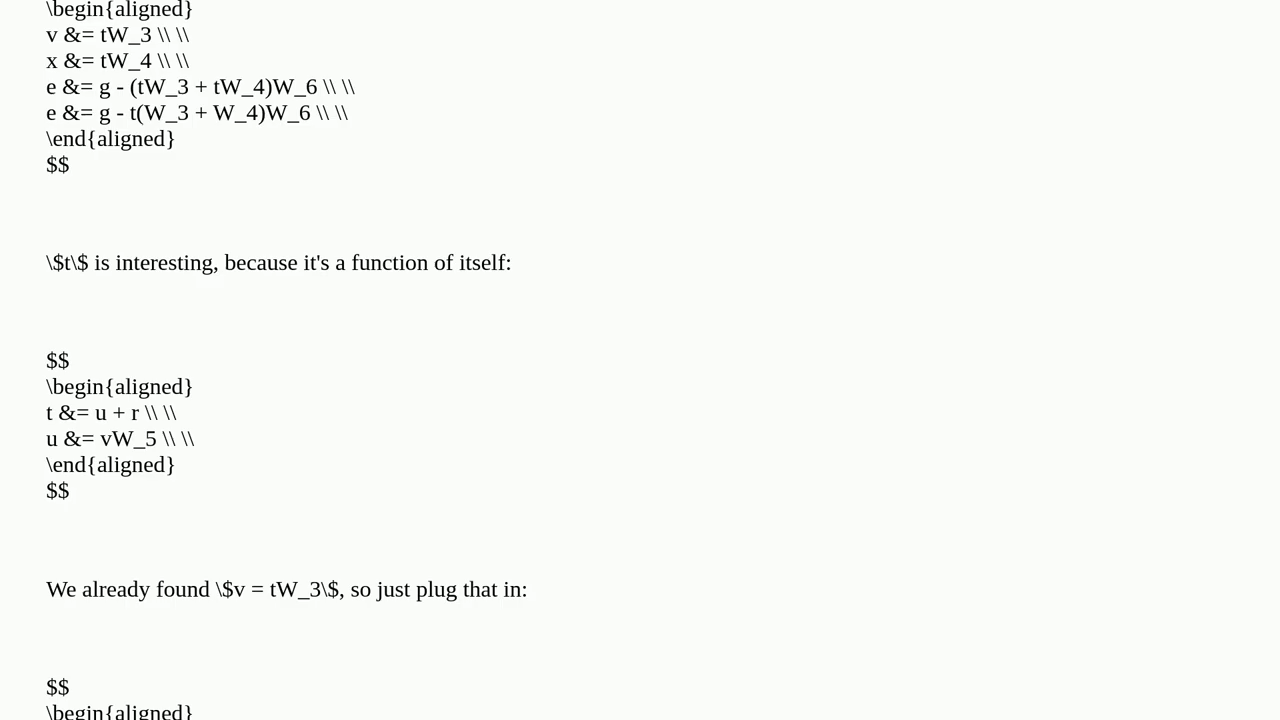 \begin{aligned}
v &= tW_3 \\ \\
x &= tW_4 \\ \\
e &= g - (tW_3 + tW_4)W_6 \\ \\
e &= g - t(W_3 + W_4)W_6 \\ \\
\end{aligned}
$$
\$t\$ is interesting, because it's a function of itself:
$$
\begin{aligned}
t &= u + r \\ \\
u &= vW_5 \\ \\
\end{aligned}
$$
We already found \$v = tW_3\$, so just plug that in:
$$
\begin{aligned}